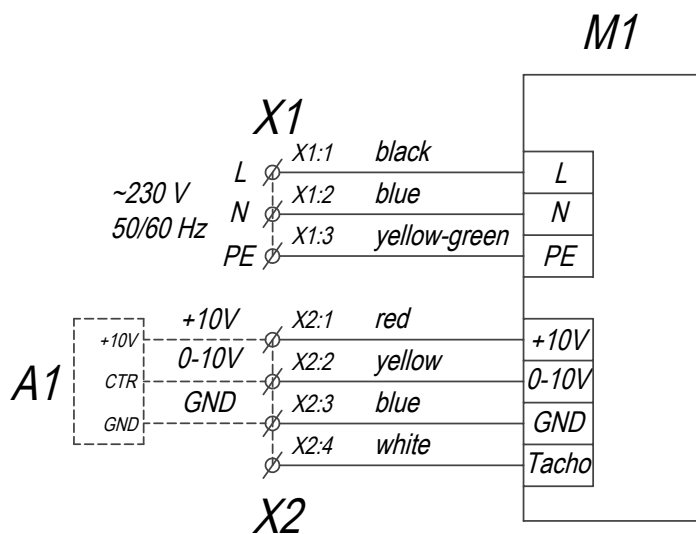 M1
X1
L X1:1 black L
~230 V N X1:2 blue N
50/60 Hz PE X1:3 yellow-green PE
+10V +10V X2:1 red +10V
A1 CTR 0-10V X2:2 yellow 0-10V
GND GND X2:3 blue GND
X2:4 white Tacho
X2